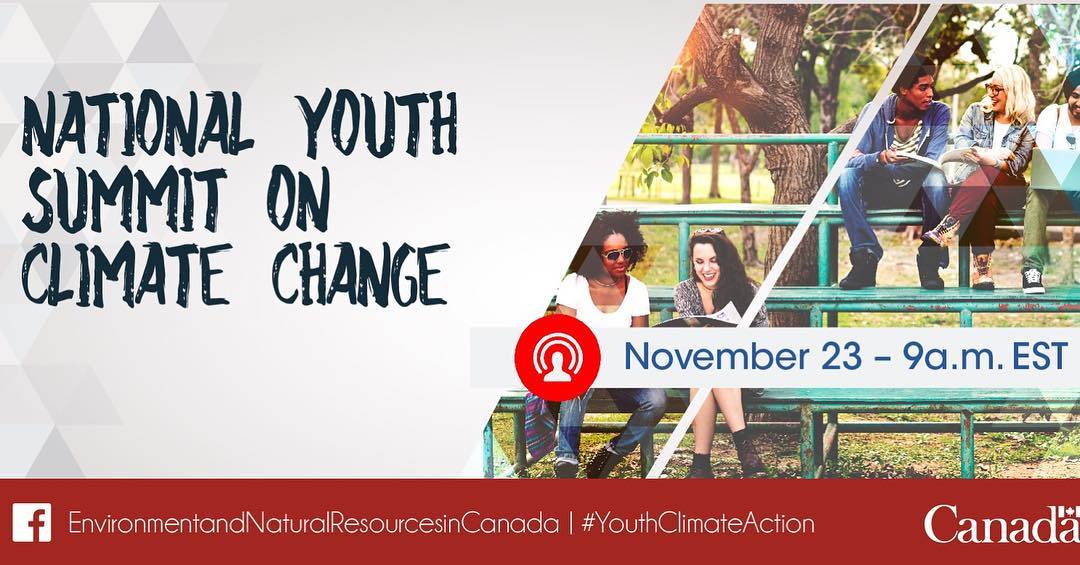 NATIONAL YOUTH
SUMMIT ON
CLIMATE CHANGE
November 23 – 9a.m. EST
EnvironmentandNaturalResourcesinCanada | #YouthClimateAction
Canada